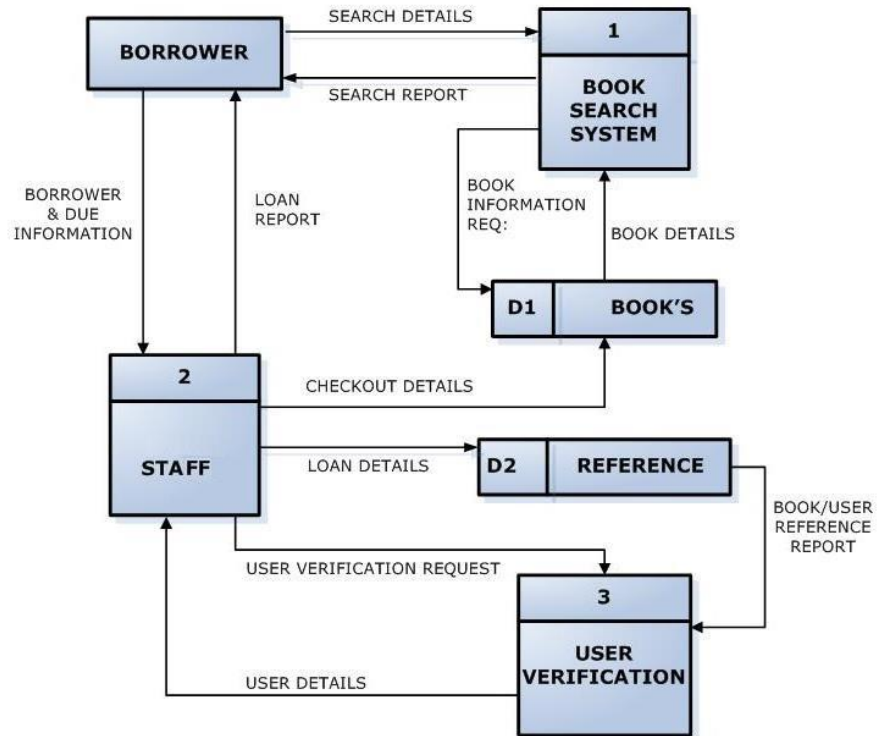 SEARCH DETAILS
BORROWER
SEARCH REPORT
1
BOOK
SEARCH
SYSTEM
BORROWER
& DUE
INFORMATION
LOAN
REPORT
BOOK
INFORMATION
REQ:
BOOK DETAILS
D1
BOOK'S
2
STAFF
CHECKOUT DETAILS
LOAN DETAILS
D2
REFERENCE
BOOK/USER
REFERENCE
REPORT
USER VERIFICATION REQUEST
3
USER
VERIFICATION
USER DETAILS